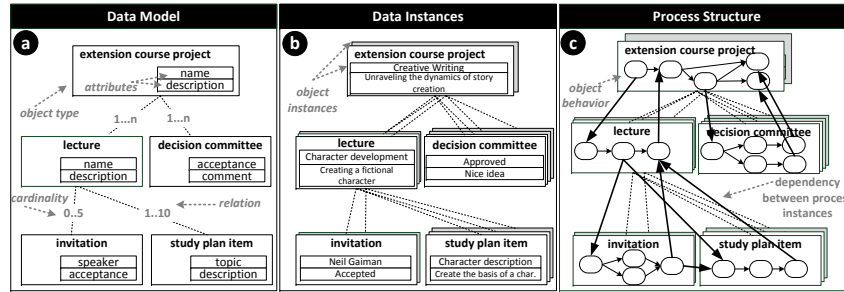 Data Model
a
extension course project
name
attributes
description
object type
1...n
1...n
lecture
name
description
decision committee
acceptance
comment
cardinality
0..5
1...10
relation
invitation
speaker
acceptance
study plan item
topic
description
Data Instances
b
extension course project
Creative Writing
Unraveling the dynamics of story
creation
object
instances
lecture
Character development
Creating a fictional
character
decision committee
Approved
Nice idea
invitation
Neil Gaiman
Accepted
study plan item
Character description
Create the basis of a char.
Process Structure
c
extension course project
object
behavior
lecture
decision committee
dependency
between proces
instances
invitation
study plan item